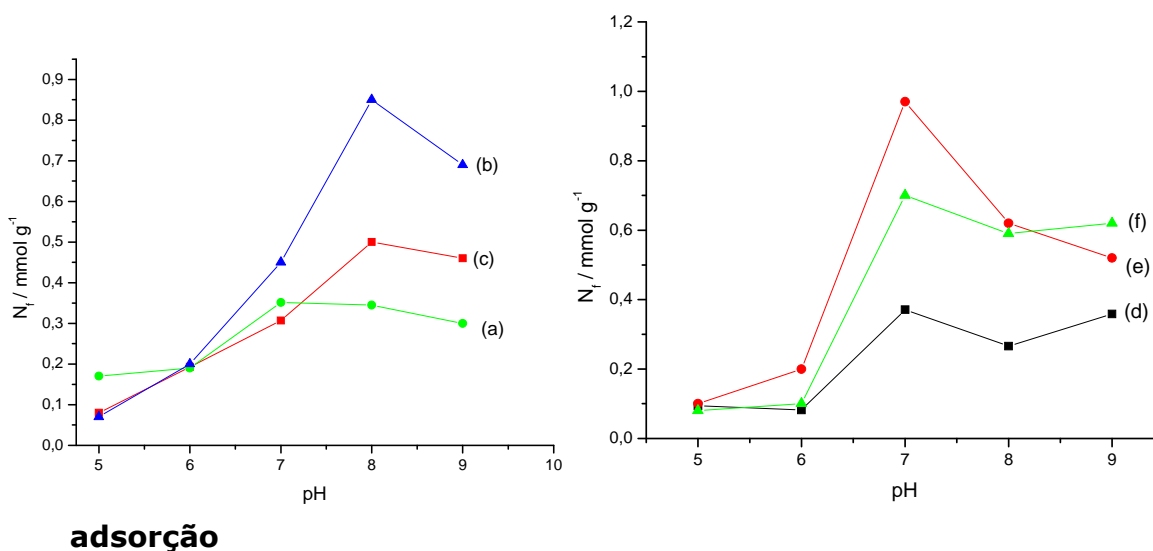 0,9
0,8
0,7
0,6
0,5
0,4
0,3
0,2
0,1
0,0
5 6 7 8 9 10
pH
N_f / mmol g^-1
(b)
(c)
(a)
1,2
1,0
0,8
0,6
0,4
0,2
0,0
5 6 7 8 9
pH
N_f / mmol g^-1
(f)
(e)
(d)
adsorção